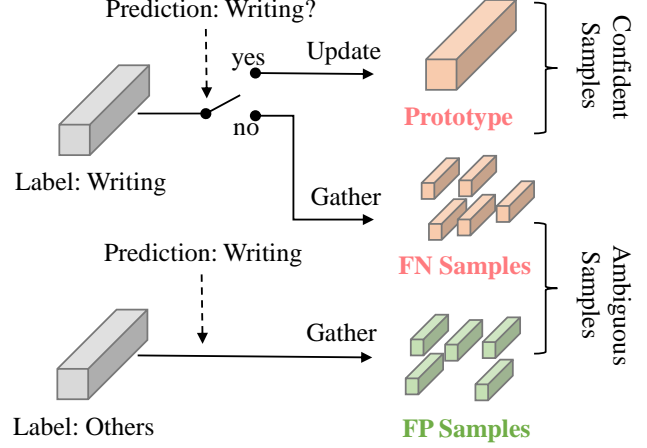 Prediction: Writing?
yes
Update
no
Prototype
Confident
Samples
Label: Writing
Gather
FN Samples
Prediction: Writing
Gather
Ambiguous
Samples
Label: Others
FP Samples